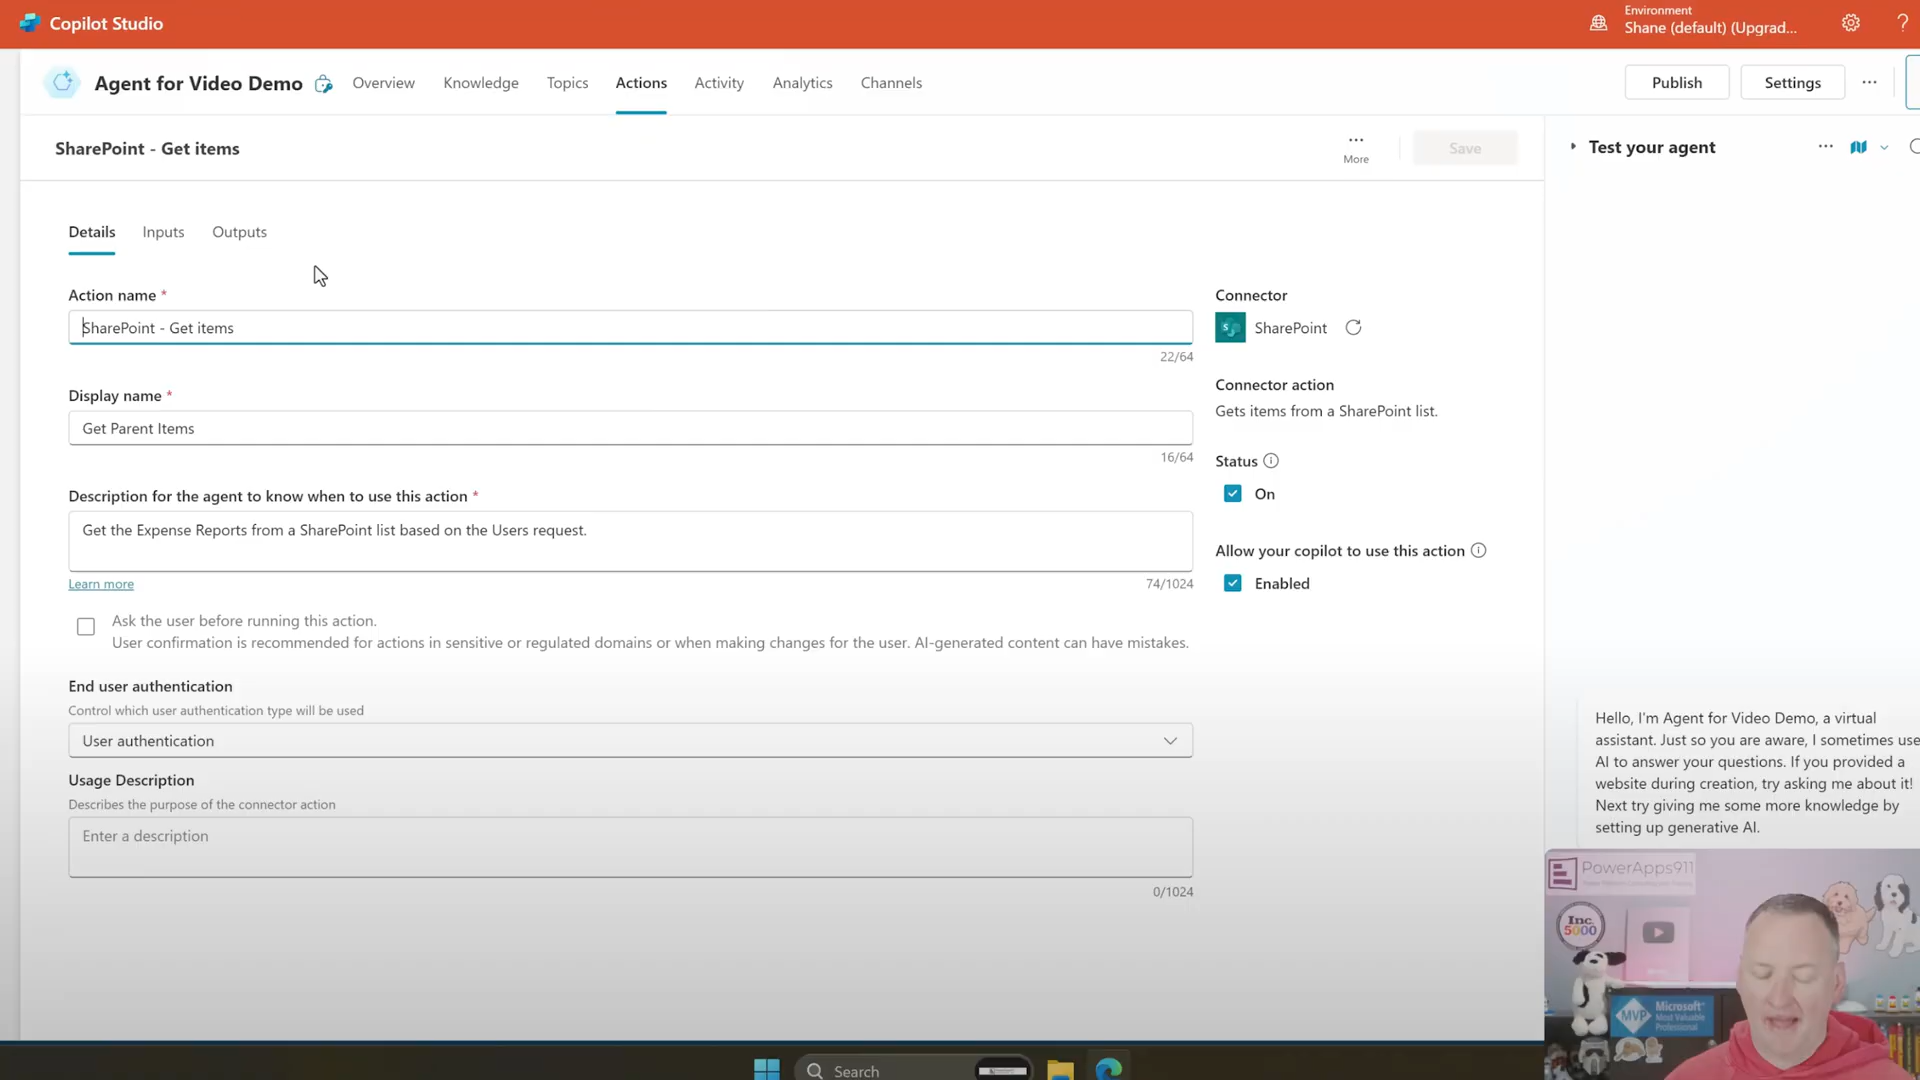 Copilot Studio
Environment
Shane (default) (Upgrad...
?
Agent for Video Demo
Overview
Knowledge
Topics
Actions
Activity
Analytics
Channels
Publish
Settings
SharePoint - Get items
More
Save
Test your agent
Details
Inputs
Outputs
Action name *
SharePoint - Get items
22/64
Connector
SharePoint
Display name *
Get Parent Items
16/64
Connector action
Gets items from a SharePoint list.
Status
On
Description for the agent to know when to use this action *
Get the Expense Reports from a SharePoint list based on the Users request.
Learn more
74/1024
Allow your copilot to use this action
Enabled
Ask the user before running this action.
User confirmation is recommended for actions in sensitive or regulated domains or when making changes for the user. AI-generated content can have mistakes.
End user authentication
Control which user authentication type will be used
User authentication
Usage Description
Describes the purpose of the connector action
Enter a description
0/1024
Hello, I'm Agent for Video Demo, a virtual
assistant. Just so you are aware, I sometimes use
AI to answer your questions. If you provided a
website during creation, try asking me about it!
Next try giving me some more knowledge by
setting up generative AI.
PowerApps911
Inc.
5000
MVP
Microsoft
Most Valuable
Professional
Search